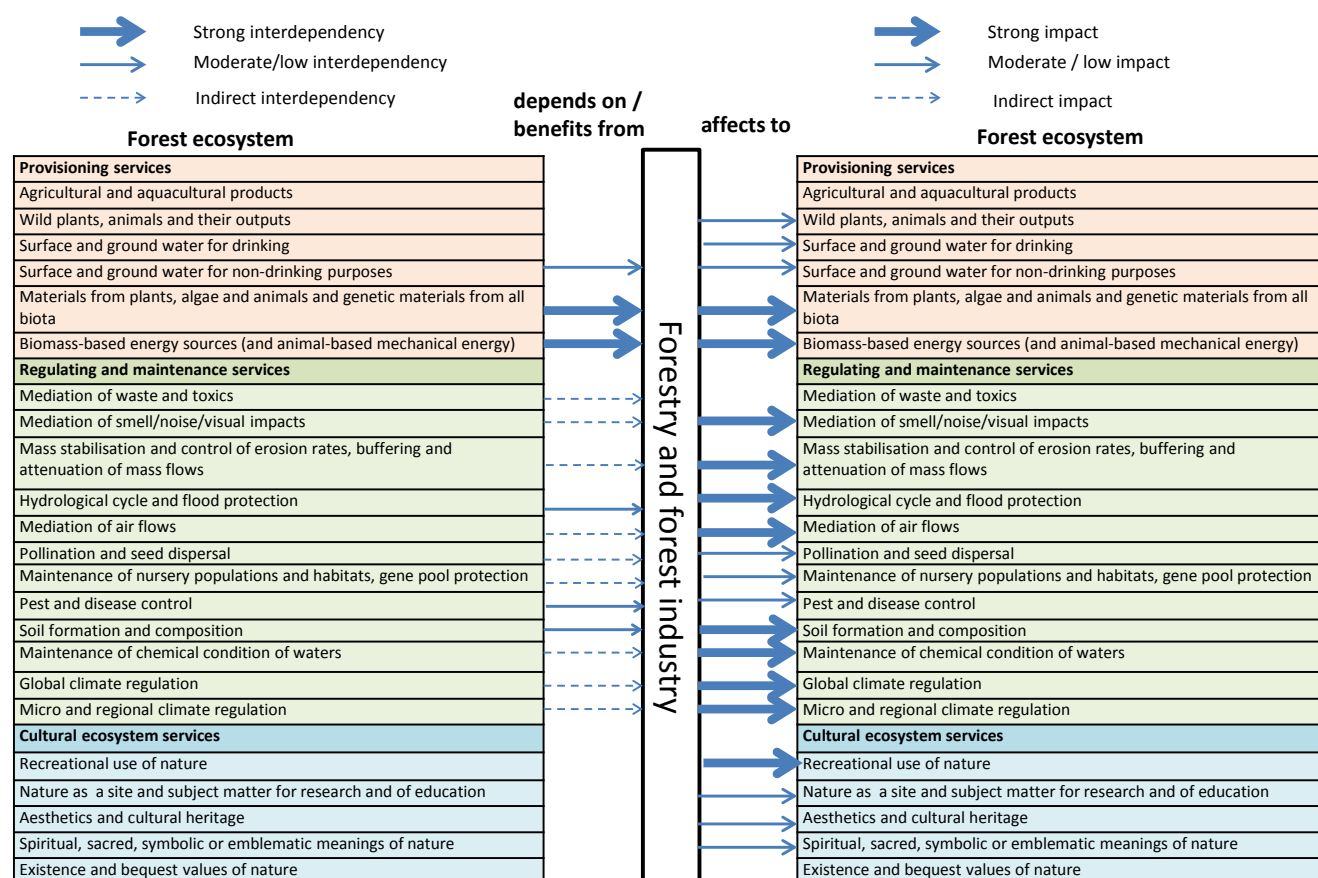 Strong interdependency
Moderate/low interdependency
Indirect interdependency
Strong impact
Moderate / low impact
Indirect impact
depends on /
benefits from
affects to
Forest ecosystem
Provisioning services
Agricultural and aquacultural products
Wild plants, animals and their outputs
Surface and ground water for drinking
Surface and ground water for non-drinking purposes
Materials from plants, algae and animals and genetic materials from all
biota
Biomass-based energy sources (and animal-based mechanical energy)
Regulating and maintenance services
Mediation of waste and toxics
Mediation of smell/noise/visual impacts
Mass stabilisation and control of erosion rates, buffering and
attenuation of mass flows
Hydrological cycle and flood protection
Mediation of air flows
Pollination and seed dispersal
Maintenance of nursery populations and habitats, gene pool protection
Pest and disease control
Soil formation and composition
Maintenance of chemical condition of waters
Global climate regulation
Micro and regional climate regulation
Cultural ecosystem services
Recreational use of nature
Nature as a site and subject matter for research and of education
Aesthetics and cultural heritage
Spiritual, sacred, symbolic or emblematic meanings of nature
Existence and bequest values of nature
Forestry and forest industry
Forest ecosystem
Provisioning services
Agricultural and aquacultural products
Wild plants, animals and their outputs
Surface and ground water for drinking
Surface and ground water for non-drinking purposes
Materials from plants, algae and animals and genetic materials from all
biota
Biomass-based energy sources (and animal-based mechanical energy)
Regulating and maintenance services
Mediation of waste and toxics
Mediation of smell/noise/visual impacts
Mass stabilisation and control of erosion rates, buffering and
attenuation of mass flows
Hydrological cycle and flood protection
Mediation of air flows
Pollination and seed dispersal
Maintenance of nursery populations and habitats, gene pool protection
Pest and disease control
Soil formation and composition
Maintenance of chemical condition of waters
Global climate regulation
Micro and regional climate regulation
Cultural ecosystem services
Recreational use of nature
Nature as a site and subject matter for research and of education
Aesthetics and cultural heritage
Spiritual, sacred, symbolic or emblematic meanings of nature
Existence and bequest values of nature